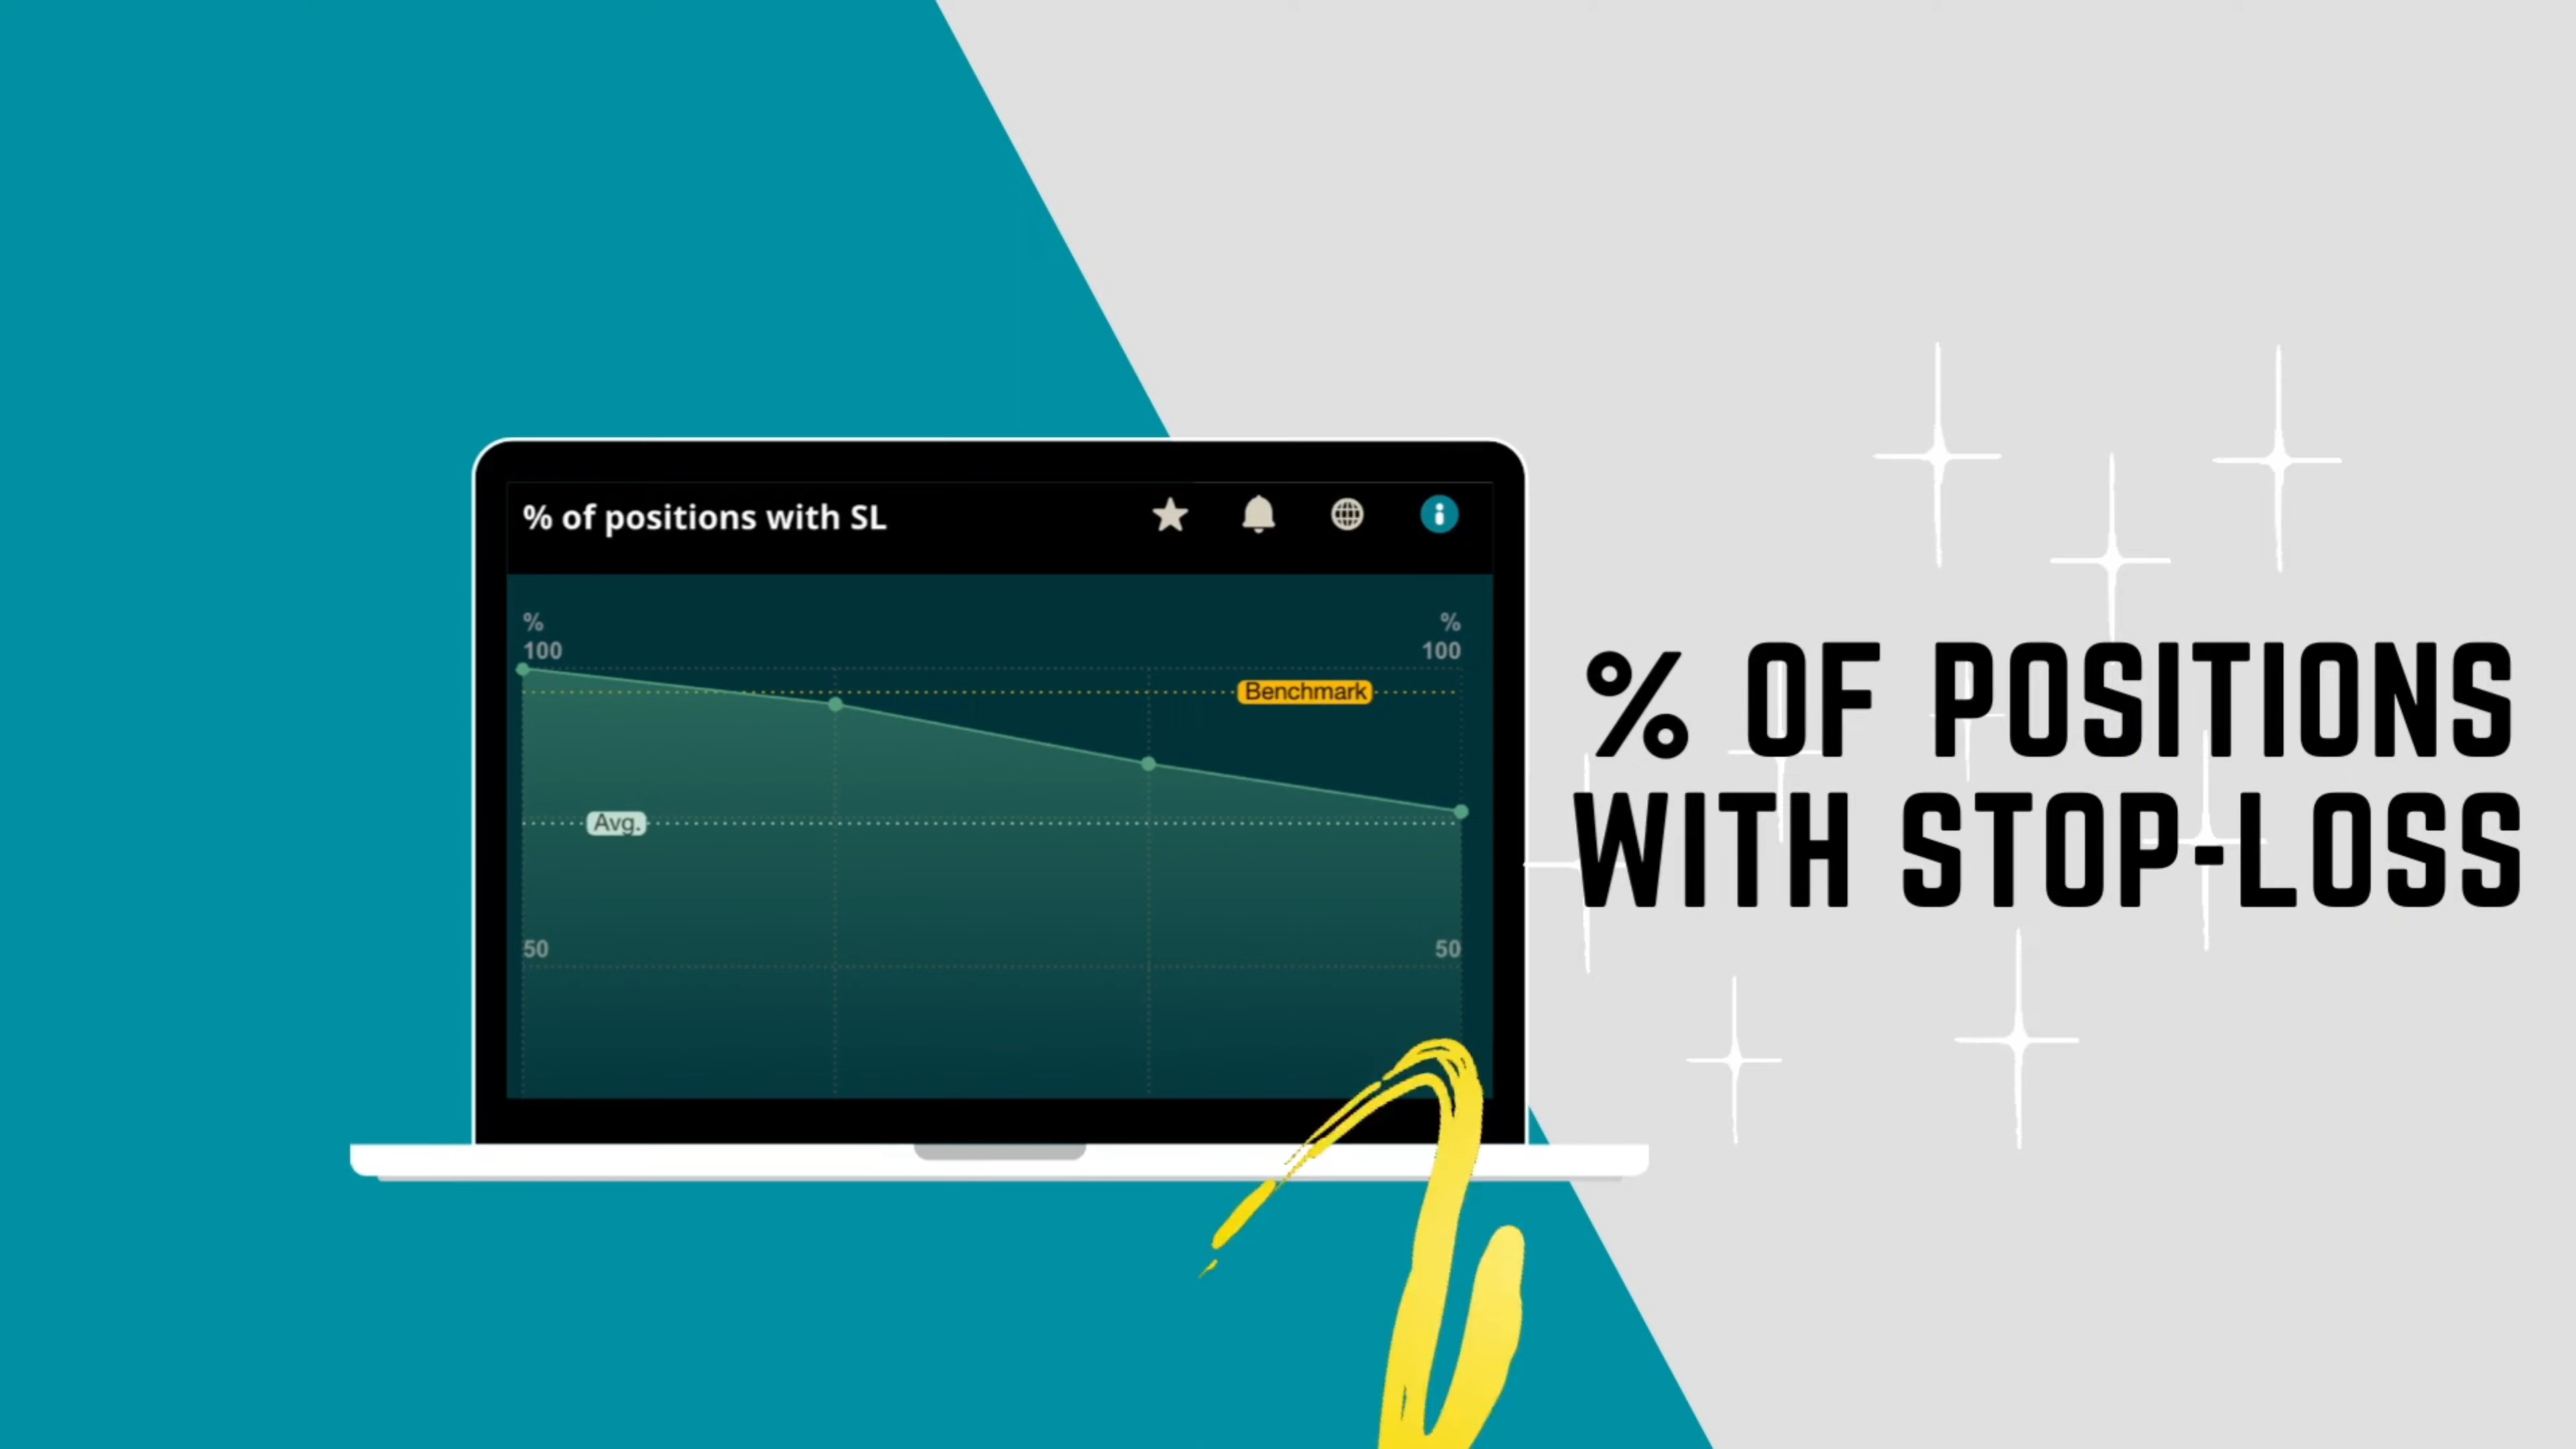 % of positions with SL
% %
100 100
Benchmark
Avg.
50 50
% OF POSITIONS
WITH STOP-LOSS